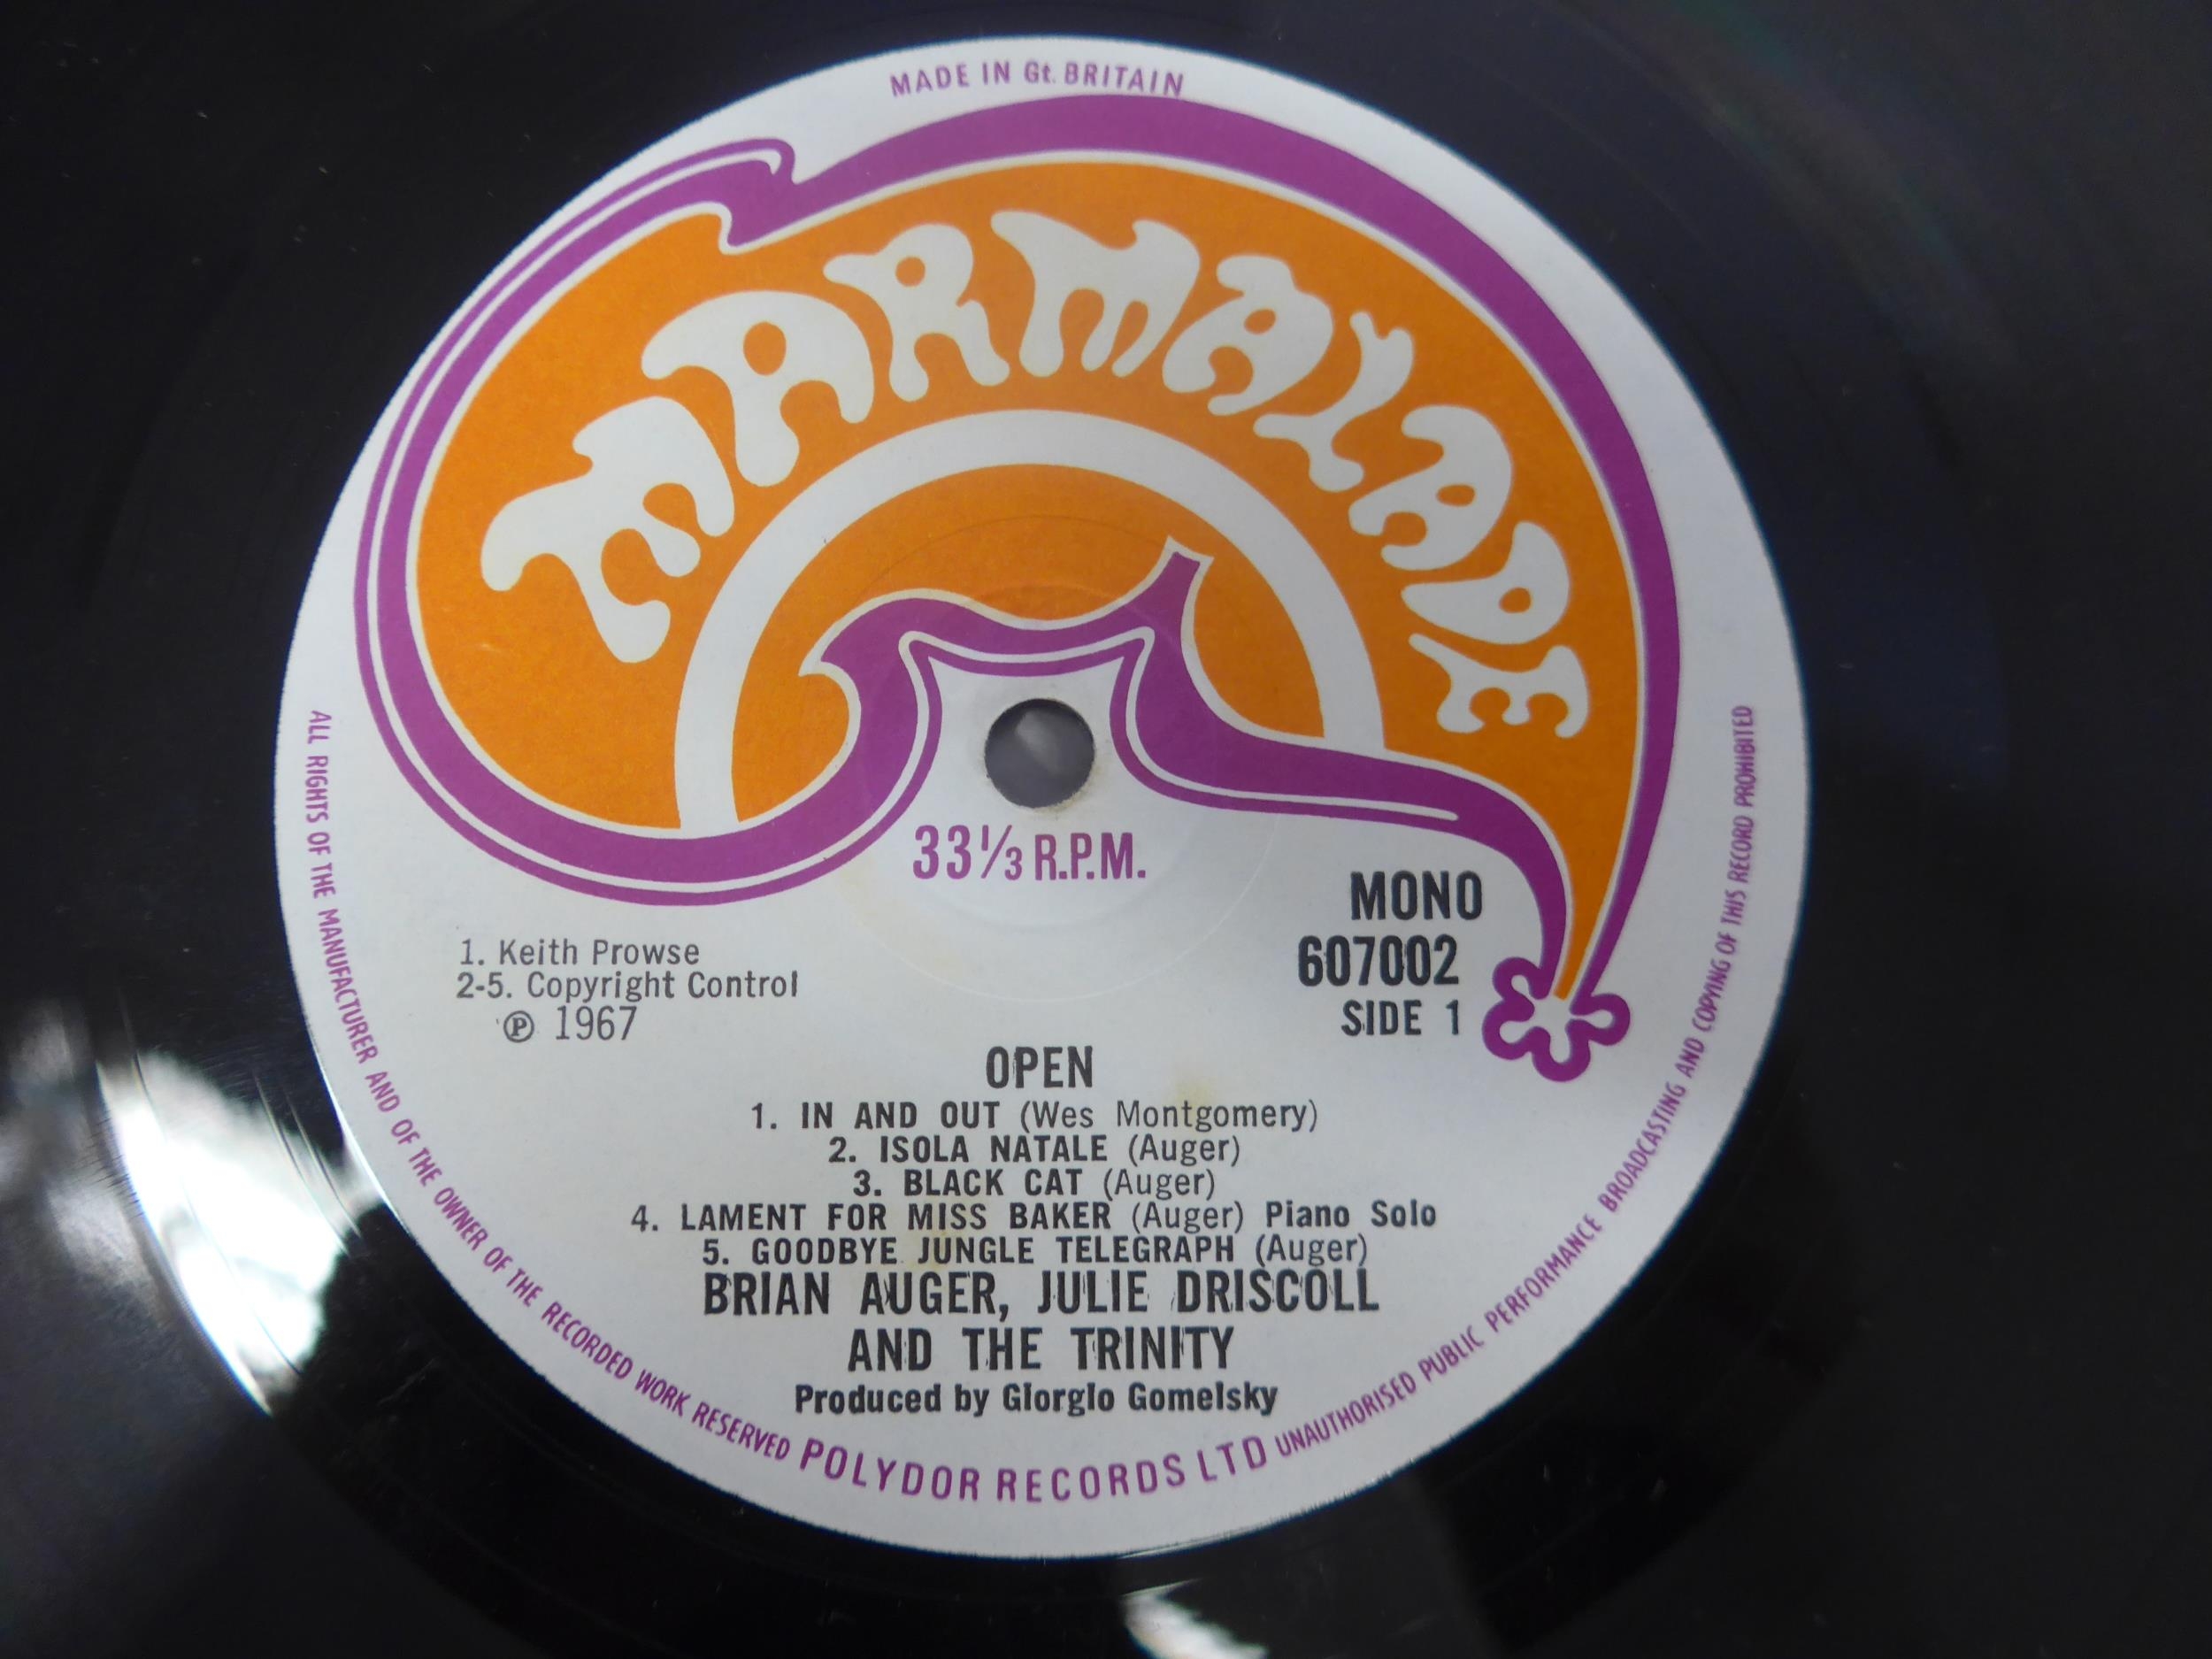 MADE IN Gt. BRITAIN
MARMALADE
33⅓ R.P.M.
MONO
607002
SIDE 1
1. Keith Prowse
2-5. Copyright Control
℗ 1967
OPEN
1. IN AND OUT (Wes Montgomery)
2. ISOLA NATALE (Auger)
3. BLACK CAT (Auger)
4. LAMENT FOR MISS BAKER (Auger) Piano Solo
5. GOODBYE JUNGLE TELEGRAPH (Auger)
BRIAN AUGER, JULIE DRISCOLL
AND THE TRINITY
Produced by Giorgio Gomelsky
ALL RIGHTS OF THE MANUFACTURER AND OF THE OWNER OF THE RECORDED WORK RESERVED POLYDOR RECORDS LTD UNAUTHORISED PUBLIC PERFORMANCE BROADCASTING AND COPYING OF THIS RECORD PROHIBITED